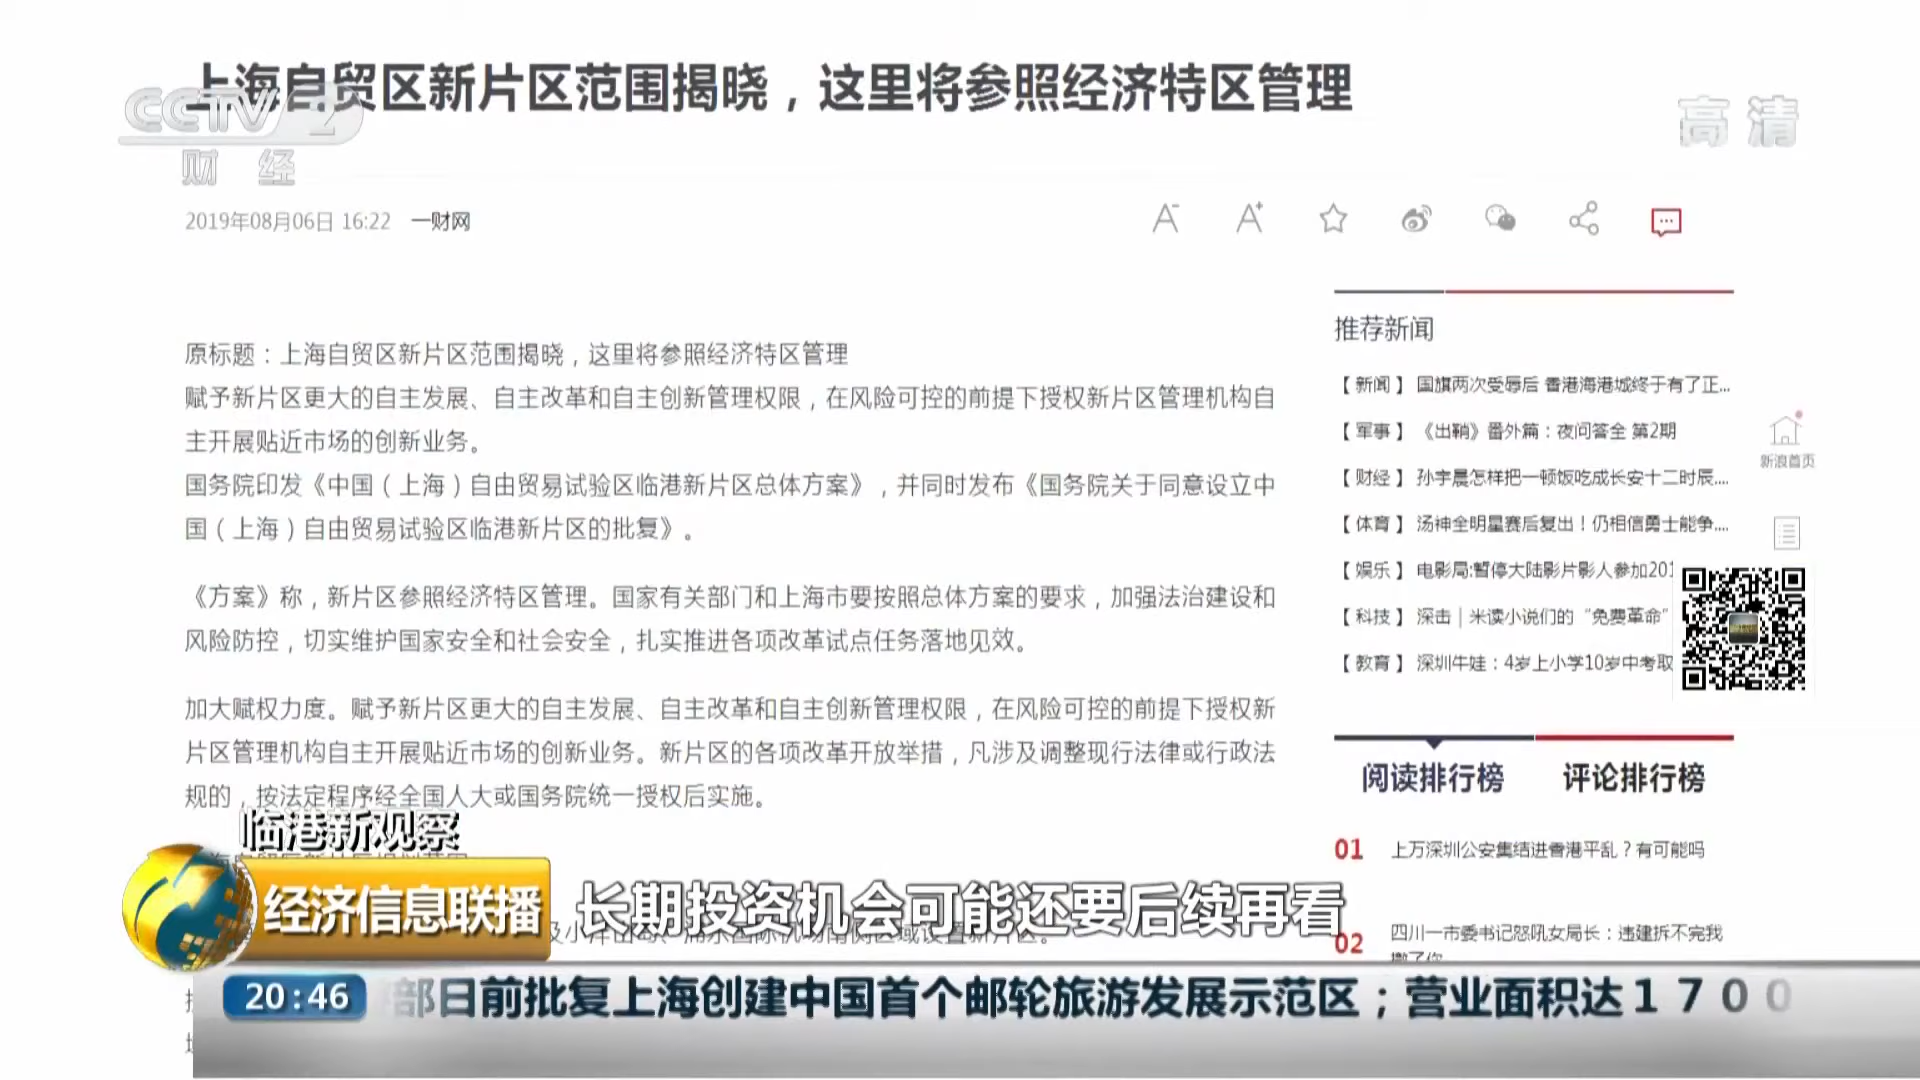 上海自贸区新片区范围揭晓，这里将参照经济特区管理
CCTV 2
财 经
高 清
2019年08月06日 16:22 一财网
A- A+
原标题：上海自贸区新片区范围揭晓，这里将参照经济特区管理
赋予新片区更大的自主发展、自主改革和自主创新管理权限，在风险可控的前提下授权新片区管理机构自
主开展贴近市场的创新业务。
国务院印发《中国（上海）自由贸易试验区临港新片区总体方案》，并同时发布《国务院关于同意设立中
国（上海）自由贸易试验区临港新片区的批复》。
《方案》称，新片区参照经济特区管理。国家有关部门和上海市要按照总体方案的要求，加强法治建设和
风险防控，切实维护国家安全和社会安全，扎实推进各项改革试点任务落地见效。
加大赋权力度。赋予新片区更大的自主发展、自主改革和自主创新管理权限，在风险可控的前提下授权新
片区管理机构自主开展贴近市场的创新业务。新片区的各项改革开放举措，凡涉及调整现行法律或行政法
规的，按法定程序经全国人大或国务院统一授权后实施。
推荐新闻
【新闻】 国旗两次受辱后 香港海港城终于有了正...
【军事】 《出鞘》番外篇：夜问答全 第2期
【财经】 孙宇晨怎样把一顿饭吃成长安十二时辰....
【体育】 汤神全明星赛后复出！仍相信勇士能争....
【娱乐】 电影局:暂停大陆影片影人参加201
【科技】 深击｜米读小说们的“免费革命”
【教育】 深圳牛娃：4岁上小学10岁中考取
新浪首页
阅读排行榜 评论排行榜
01 上万深圳公安集结进香港平乱？有可能吗
02 四川一市委书记怒吼女局长：违建拆不完我
撤了你
临港新观察
经济信息联播
长期投资机会可能还要后续再看
20:46 部日前批复上海创建中国首个邮轮旅游发展示范区；营业面积达1700